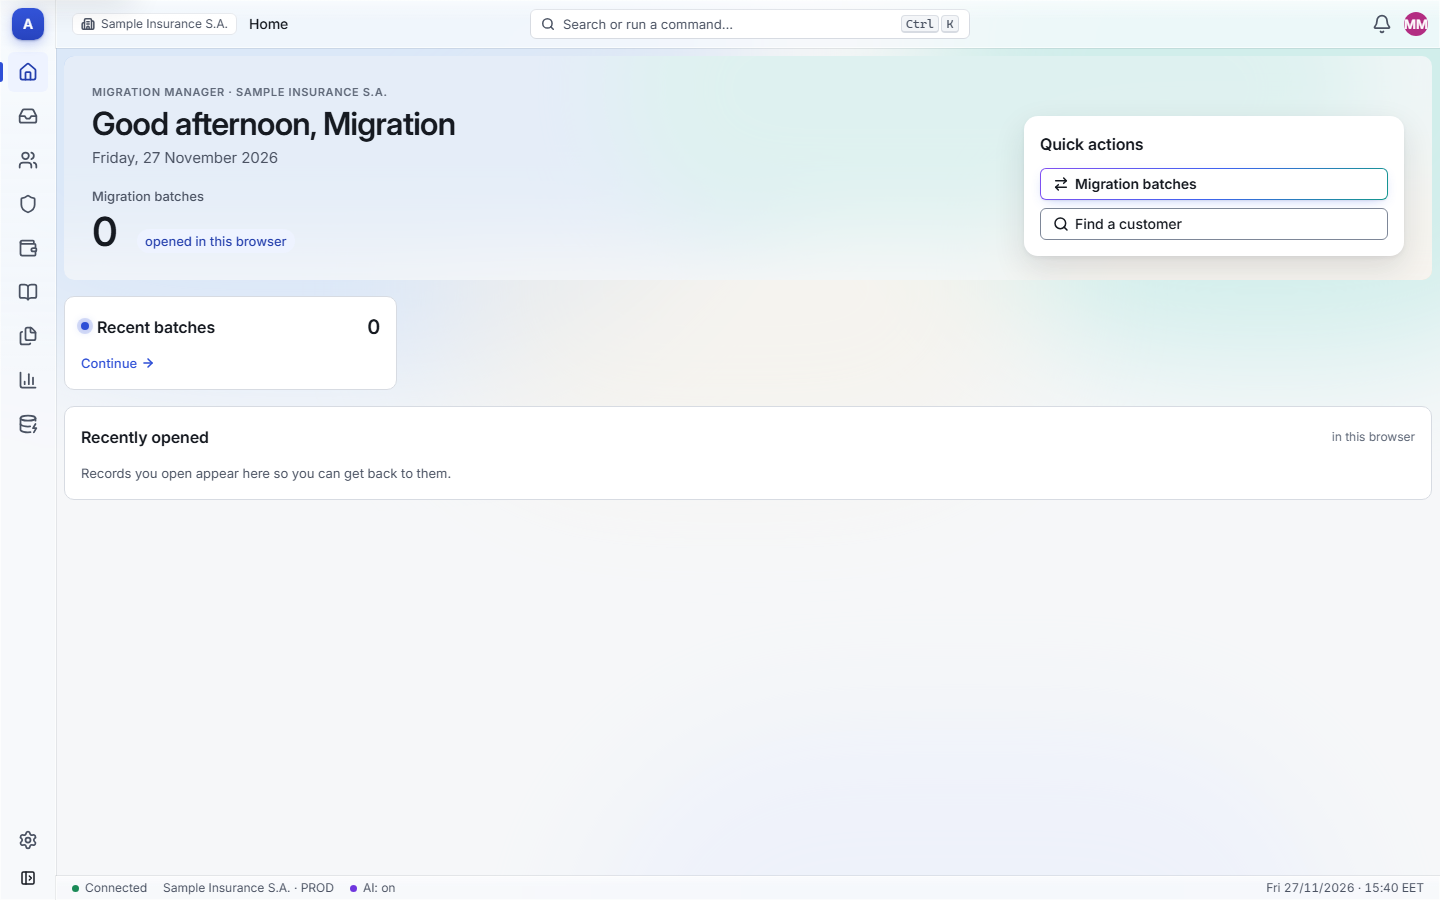 A
Sample Insurance S.A.
Home
Search or run a command...
Ctrl K
MM
MIGRATION MANAGER · SAMPLE INSURANCE S.A.
Good afternoon, Migration
Friday, 27 November 2026
Migration batches
0 opened in this browser
Quick actions
Migration batches
Find a customer
Recent batches 0
Continue →
Recently opened in this browser
Records you open appear here so you can get back to them.
Connected Sample Insurance S.A. · PROD AI: on Fri 27/11/2026 · 15:40 EET